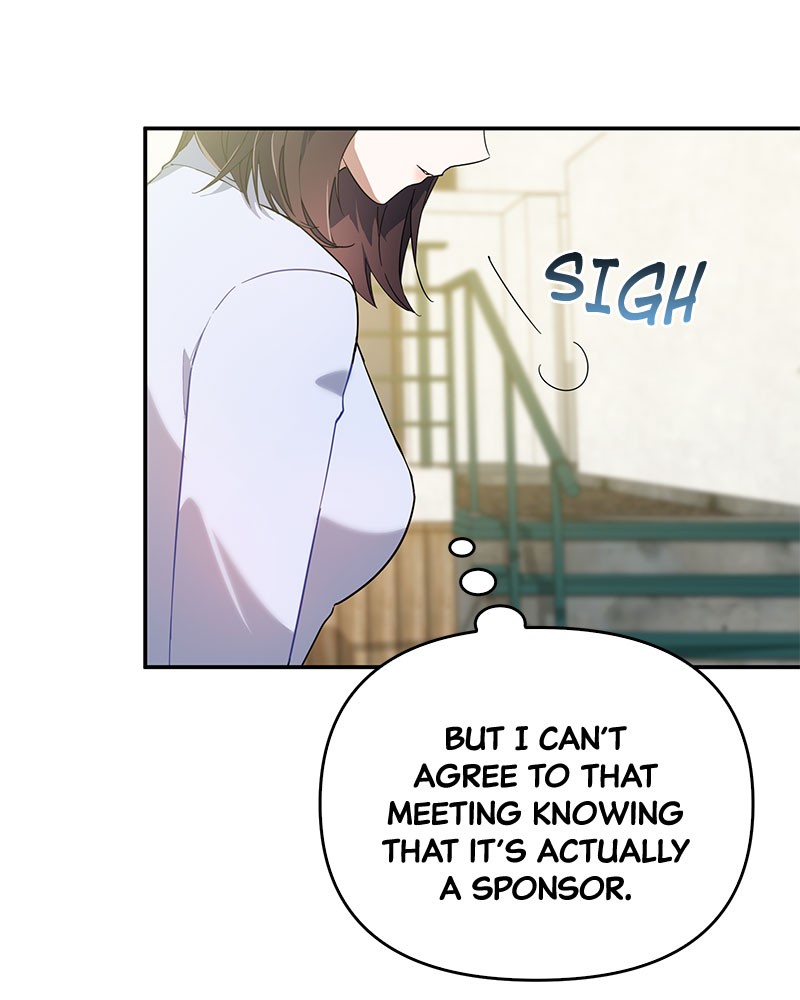 SIGH
BUT I CAN'T
AGREE TO THAT
MEETING KNOWING
THAT IT'S ACTUALLY
A SPONSOR.